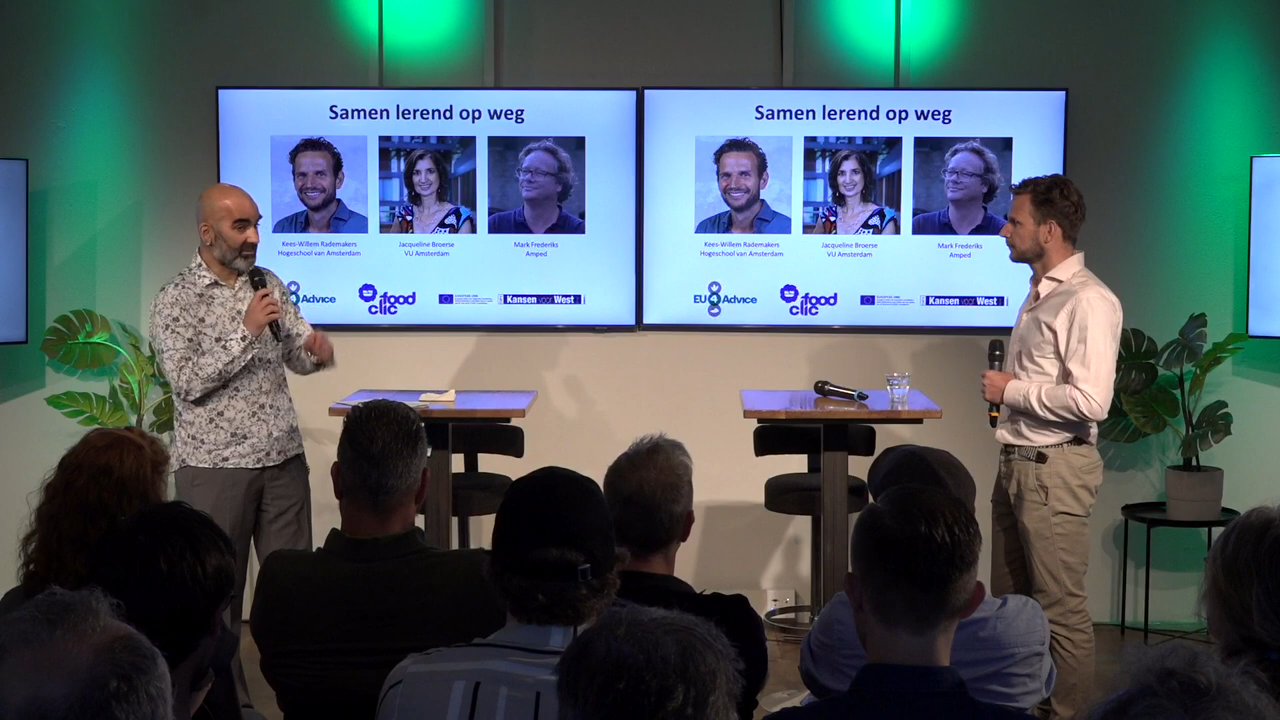 Samen lerend op weg
Kees-Willem Rademakers
Hogeschool van Amsterdam
Jacqueline Broerse
VU Amsterdam
Mark Frederiks
Amped
Advice
food
clic
Kansen voor West
Samen lerend op weg
Kees-Willem Rademakers
Hogeschool van Amsterdam
Jacqueline Broerse
VU Amsterdam
Mark Frederiks
Amped
EU Advice
food
clic
Kansen voor West